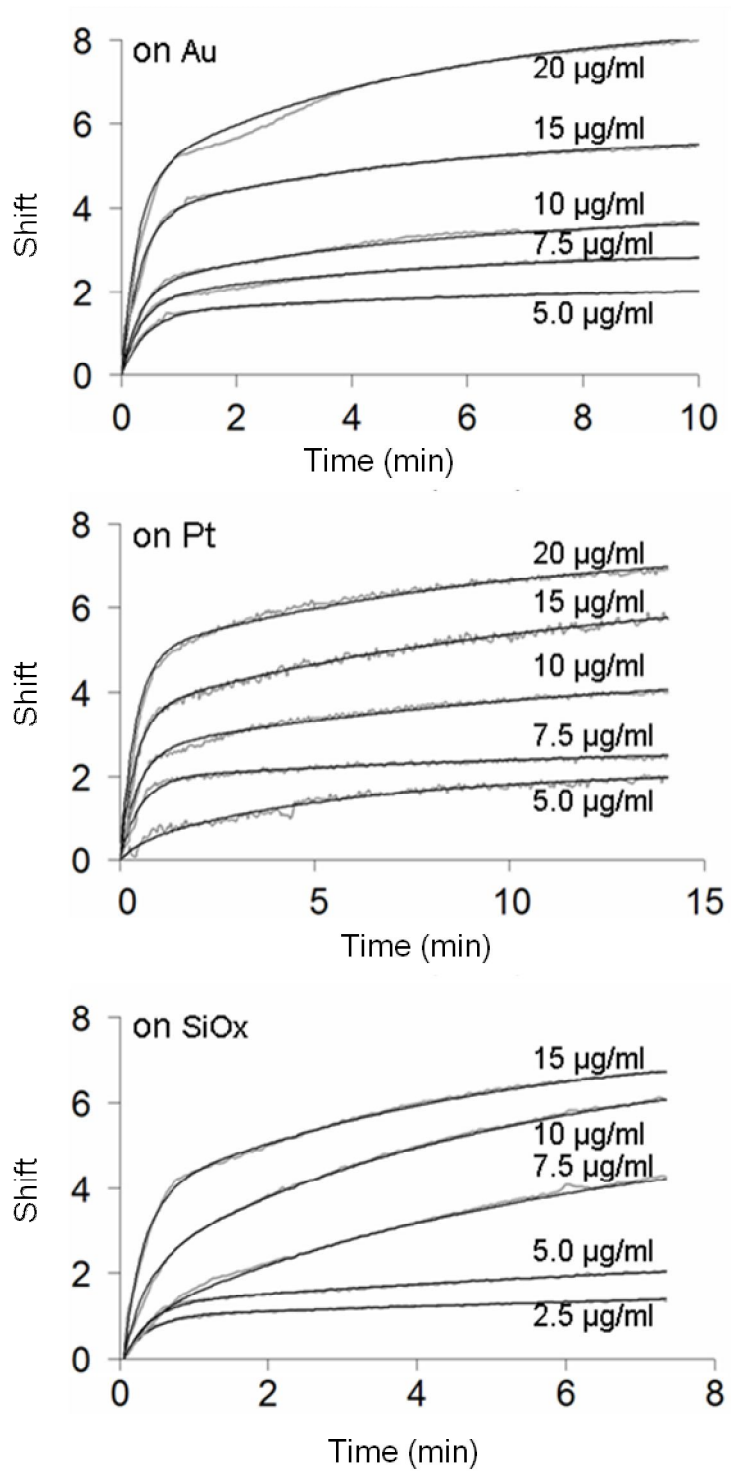 8
on Au
20 µg/ml
6
15 µg/ml
Shift
4
10 µg/ml
7.5 µg/ml
2
5.0 µg/ml
0
0 2 4 6 8 10
Time (min)
8
on Pt
20 µg/ml
6
15 µg/ml
Shift
4
10 µg/ml
7.5 µg/ml
2
5.0 µg/ml
0
0 5 10 15
Time (min)
8
on SiOx
15 µg/ml
6
10 µg/ml
Shift
7.5 µg/ml
4
5.0 µg/ml
2
2.5 µg/ml
0
0 2 4 6 8
Time (min)